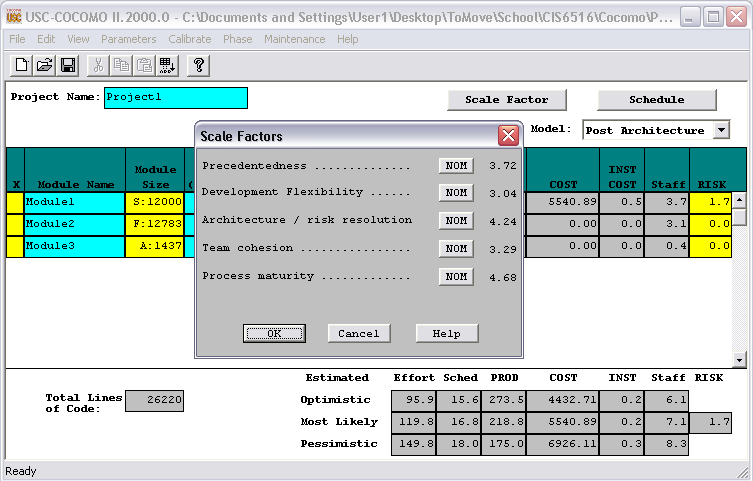 USC-COCOMO II.2000.0 - C:\Documents and Settings\User1\Desktop\ToMove\School\CIS6516\Cocomo\P...
File Edit View Parameters Calibrate Phase Maintenance Help
Project Name: Project1 Scale Factor Schedule
Model: Post Architecture
X Module Name Module Size ( COST INST COST Staff RISK
Module1 S:12000 5540.89 0.5 3.7 1.7
Module2 F:12783 0.00 0.0 3.1 0.0
Module3 A:1437 0.00 0.0 0.4 0.0
Scale Factors
Precedentedness .............. NOM 3.72
Development Flexibility ...... NOM 3.04
Architecture / risk resolution NOM 4.24
Team cohesion ............. NOM 3.29
Process maturity ............. NOM 4.68
OK Cancel Help
Estimated Effort Sched PROD COST INST Staff RISK
Total Lines of Code: 26220
Optimistic 95.9 15.6 273.5 4432.71 0.2 6.1
Most Likely 119.8 16.8 218.8 5540.89 0.2 7.1 1.7
Pessimistic 149.8 18.0 175.0 6926.11 0.3 8.3
Ready